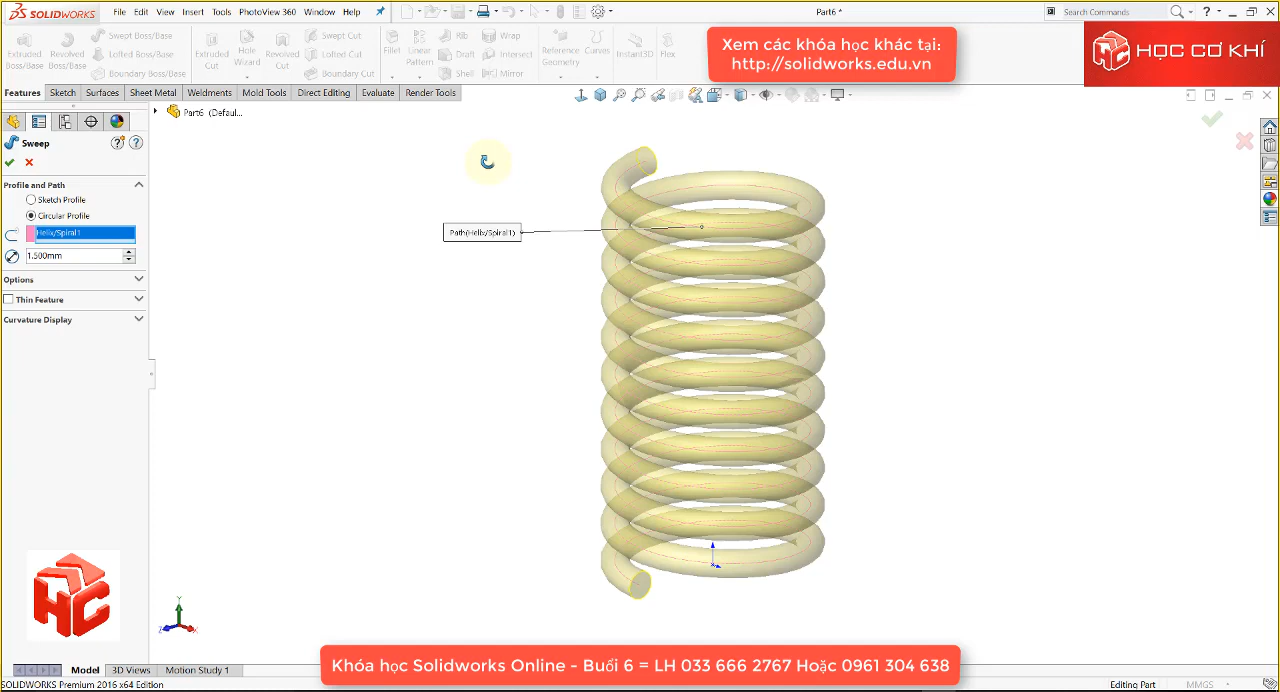 SOLIDWORKS
File Edit View Insert Tools PhotoView 360 Window Help
Part6 *
Search Commands
Extruded Boss/Base
Revolved Boss/Base
Swept Boss/Base
Lofted Boss/Base
Boundary Boss/Base
Extruded Cut
Hole Wizard
Revolved Cut
Swept Cut
Lofted Cut
Boundary Cut
Fillet
Linear Pattern
Rib
Draft
Shell
Wrap
Intersect
Mirror
Reference Geometry
Curves
Instant3D
Flex
Xem các khóa học khác tại:
http://solidworks.edu.vn
HỌC CƠ KHÍ
Features Sketch Surfaces Sheet Metal Weldments Mold Tools Direct Editing Evaluate Render Tools
Part6 (Defaul...
Sweep
Profile and Path
Sketch Profile
Circular Profile
Helix/Spiral1
1.500mm
Options
Thin Feature
Curvature Display
Path(Helix/Spiral1)
HC
Y
Z
X
Model 3D Views Motion Study 1
Khóa học Solidworks Online - Buổi 6 = LH 033 666 2767 Hoặc 0961 304 638
SOLIDWORKS Premium 2016 x64 Edition
Editing Part
MMGS